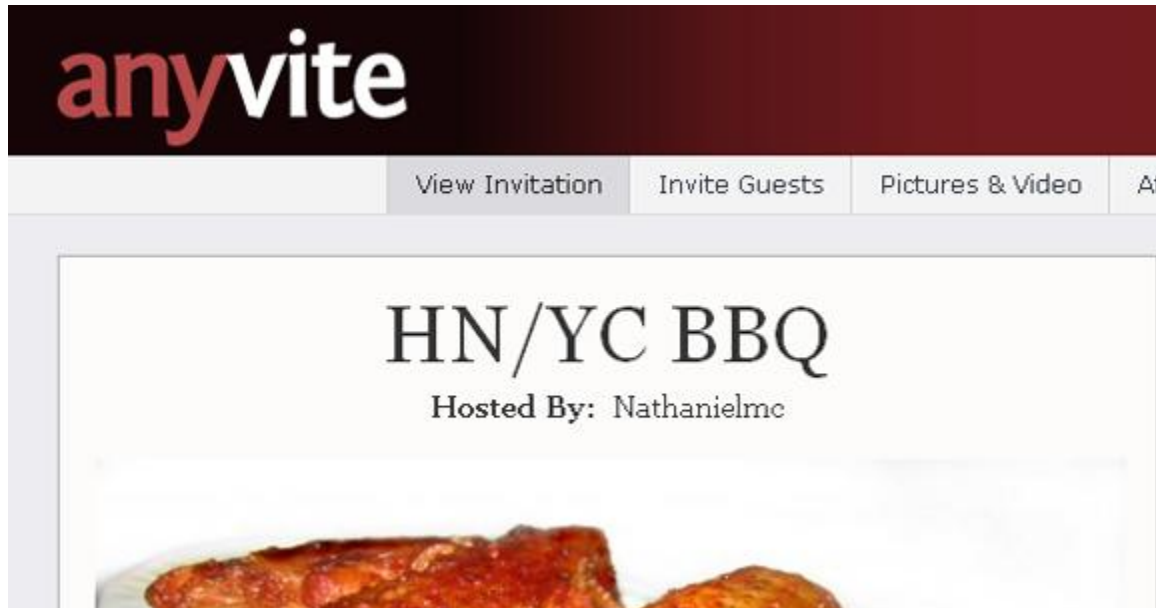 anyvite
View Invitation Invite Guests Pictures & Video
HN/YC BBQ
Hosted By: Nathanielmc